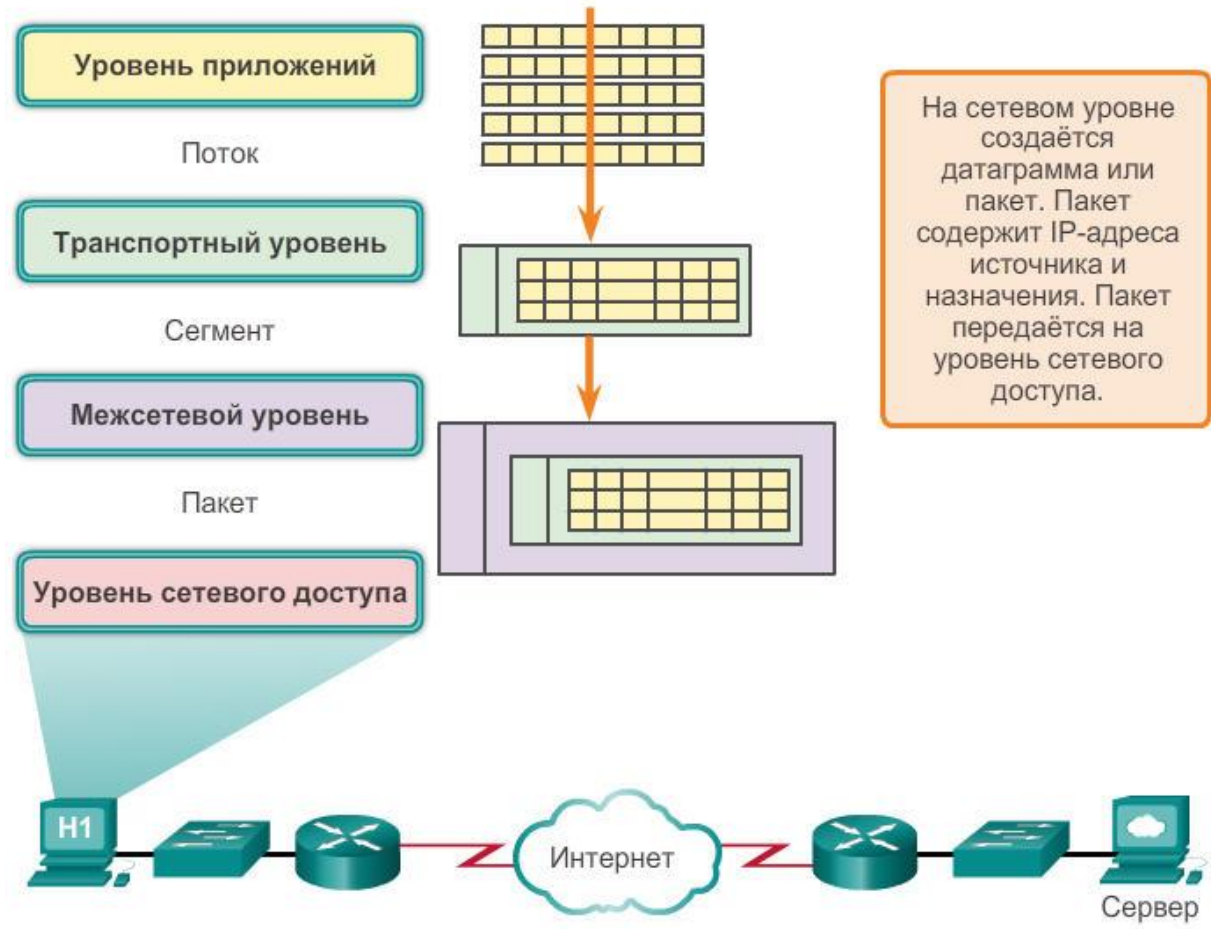 Уровень приложений
Поток
Транспортный уровень
Сегмент
Межсетевой уровень
Пакет
Уровень сетевого доступа
На сетевом уровне
создаётся
датаграмма или
пакет. Пакет
содержит IP-адреса
источника и
назначения. Пакет
передаётся на
уровень сетевого
доступа.
H1
Интернет
Сервер